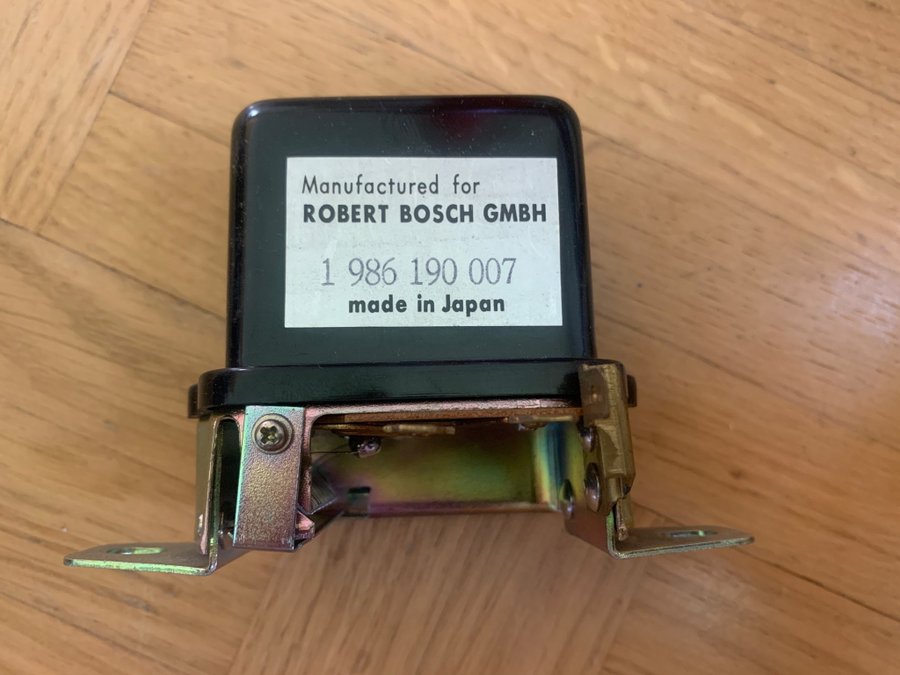 Manufactured for
ROBERT BOSCH GMBH
1 986 190 007
made in Japan